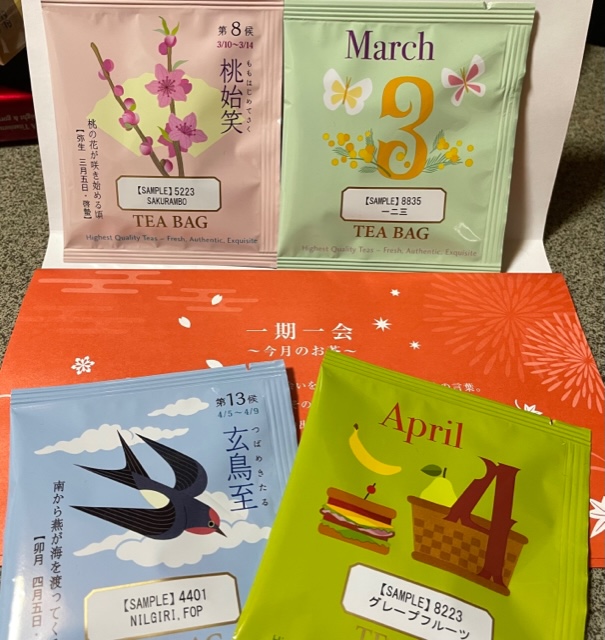 第8候
3/10~3/14
桃始笑
ももはじめてさく
桃の花が咲き始める頃
【弥生 三月五日・啓蟄】
【SAMPLE】5223
SAKURAMBO
TEA BAG
Highest Quality Teas – Fresh, Authentic, Exquisite
March
3
【SAMPLE】8835
一二三
TEA BAG
Highest Quality Teas – Fresh, Authentic, Exquisite
一期一会
~今月のお茶~
の言葉。
第13候
4/5~4/9
玄鳥至
つばめきたる
南から燕が海を渡ってく
【卯月 四月五日・
【SAMPLE】4401
NILGIRI, FOP
TEA BAG
April
4
【SAMPLE】8223
グレープフルーツ